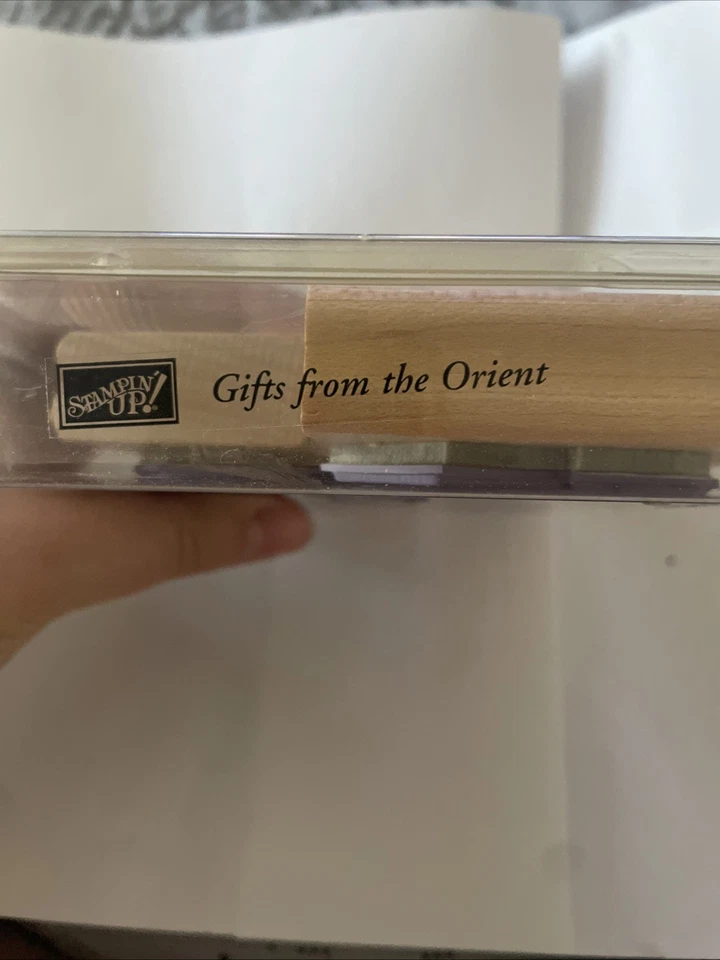 STAMPIN' UP!®
Gifts from the Orient